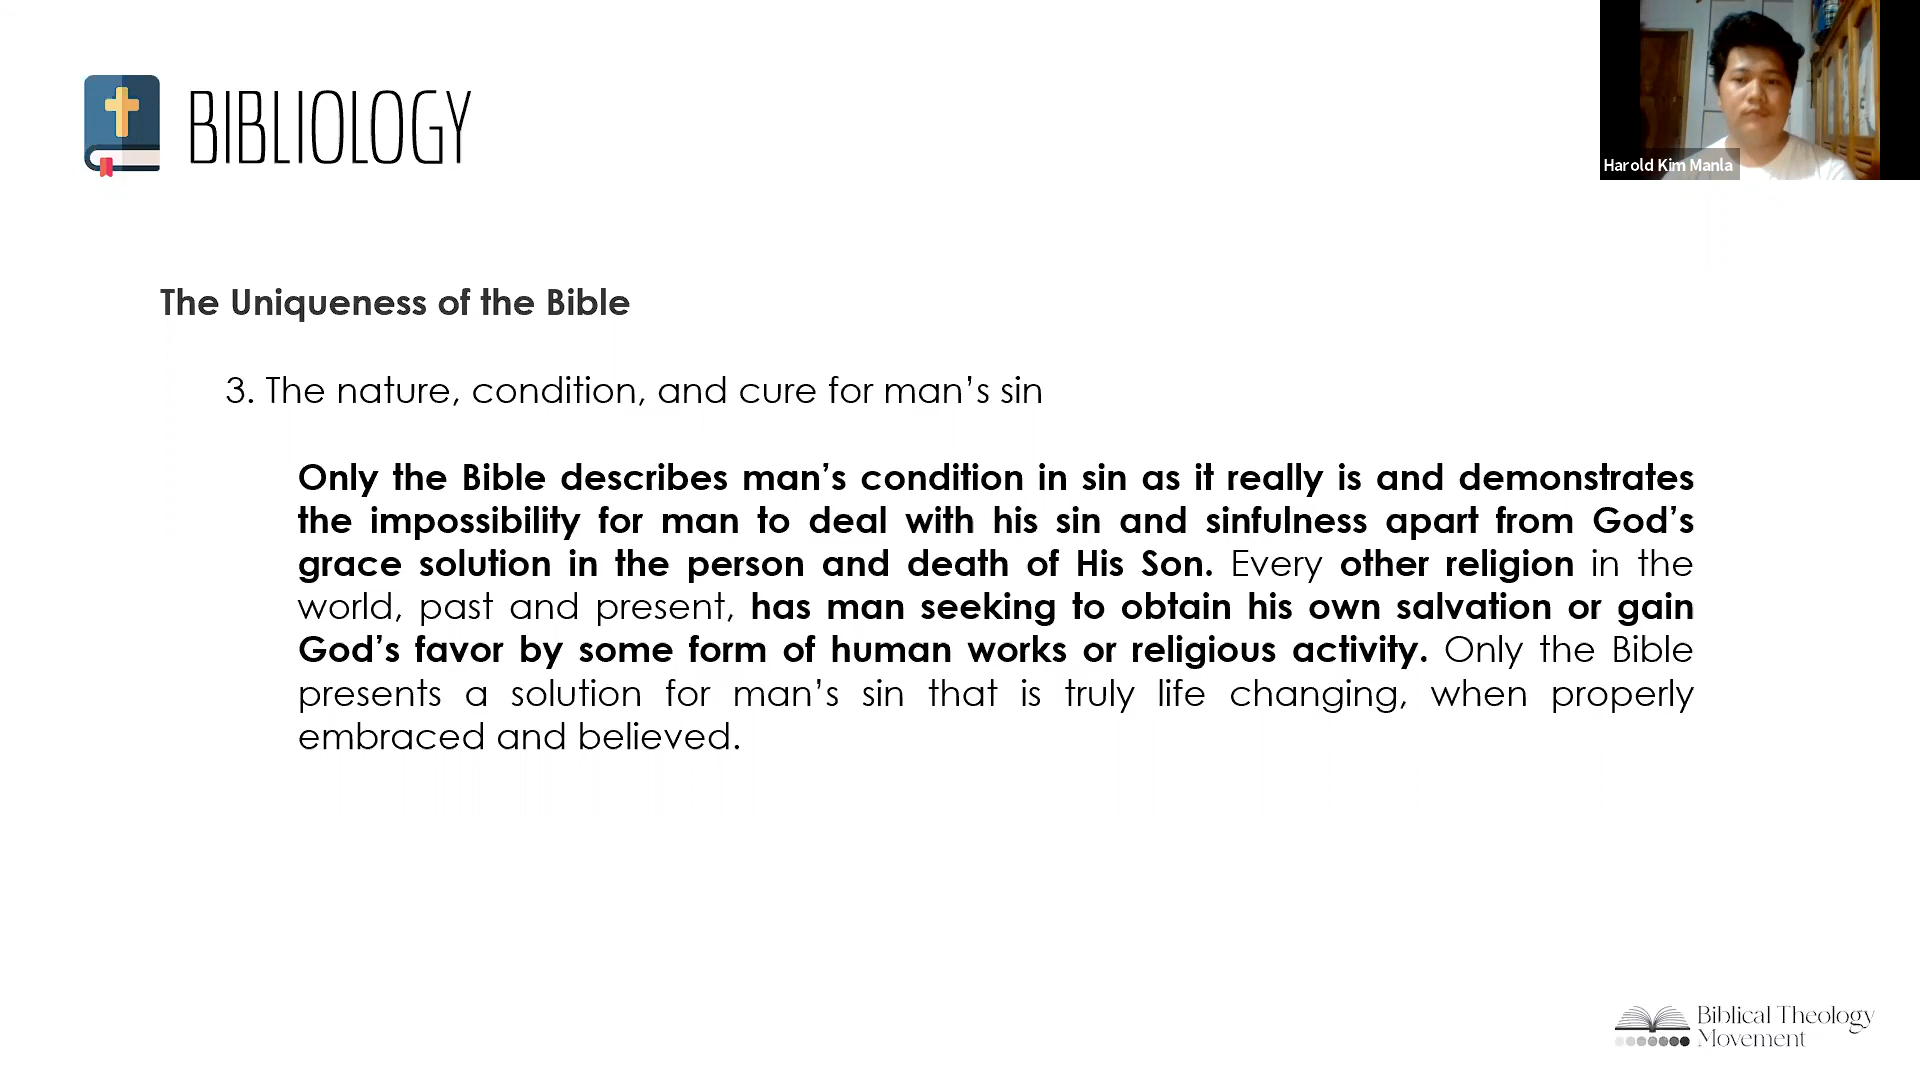 BIBLIOLOGY
Harold Kim Manla
The Uniqueness of the Bible
3. The nature, condition, and cure for man’s sin
Only the Bible describes man’s condition in sin as it really is and demonstrates
the impossibility for man to deal with his sin and sinfulness apart from God’s
grace solution in the person and death of His Son. Every other religion in the
world, past and present, has man seeking to obtain his own salvation or gain
God’s favor by some form of human works or religious activity. Only the Bible
presents a solution for man’s sin that is truly life changing, when properly
embraced and believed.
Biblical Theology
Movement